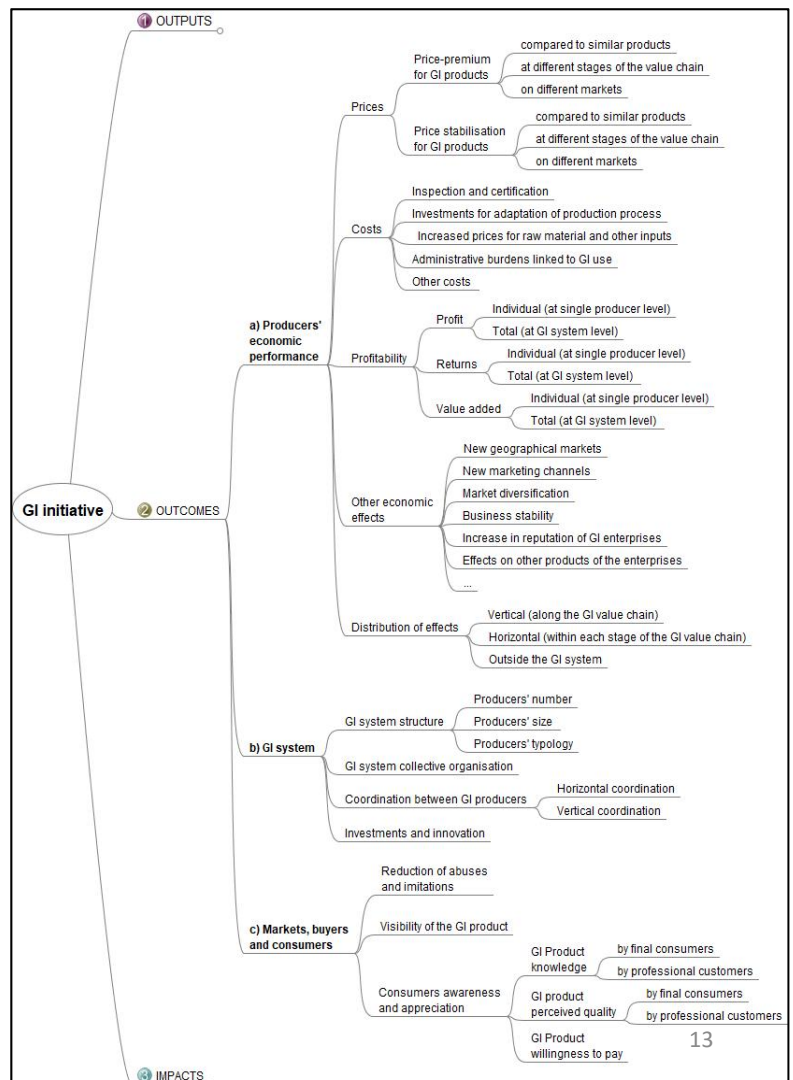 1 OUTPUTS
GI initiative
2 OUTCOMES
a) Producers'
economic
performance
Prices
Price-premium
for GI products
compared to similar products
at different stages of the value chain
on different markets
Price stabilisation
for GI products
compared to similar products
at different stages of the value chain
on different markets
Costs
Inspection and certification
Investments for adaptation of production process
Increased prices for raw material and other inputs
Administrative burdens linked to GI use
Other costs
Profitability
Profit
Individual (at single producer level)
Total (at GI system level)
Returns
Individual (at single producer level)
Total (at GI system level)
Value added
Individual (at single producer level)
Total (at GI system level)
Other economic
effects
New geographical markets
New marketing channels
Market diversification
Business stability
Increase in reputation of GI enterprises
Effects on other products of the enterprises
...
Distribution of effects
Vertical (along the GI value chain)
Horizontal (within each stage of the GI value chain)
Outside the GI system
b) GI system
GI system structure
Producers' number
Producers' size
Producers' typology
GI system collective organisation
Coordination between GI producers
Horizontal coordination
Vertical coordination
Investments and innovation
c) Markets, buyers
and consumers
Reduction of abuses
and imitations
Visibility of the GI product
Consumers awareness
and appreciation
GI Product
knowledge
by final consumers
by professional customers
GI product
perceived quality
by final consumers
by professional customers
GI Product
willingness to pay
13
3 IMPACTS